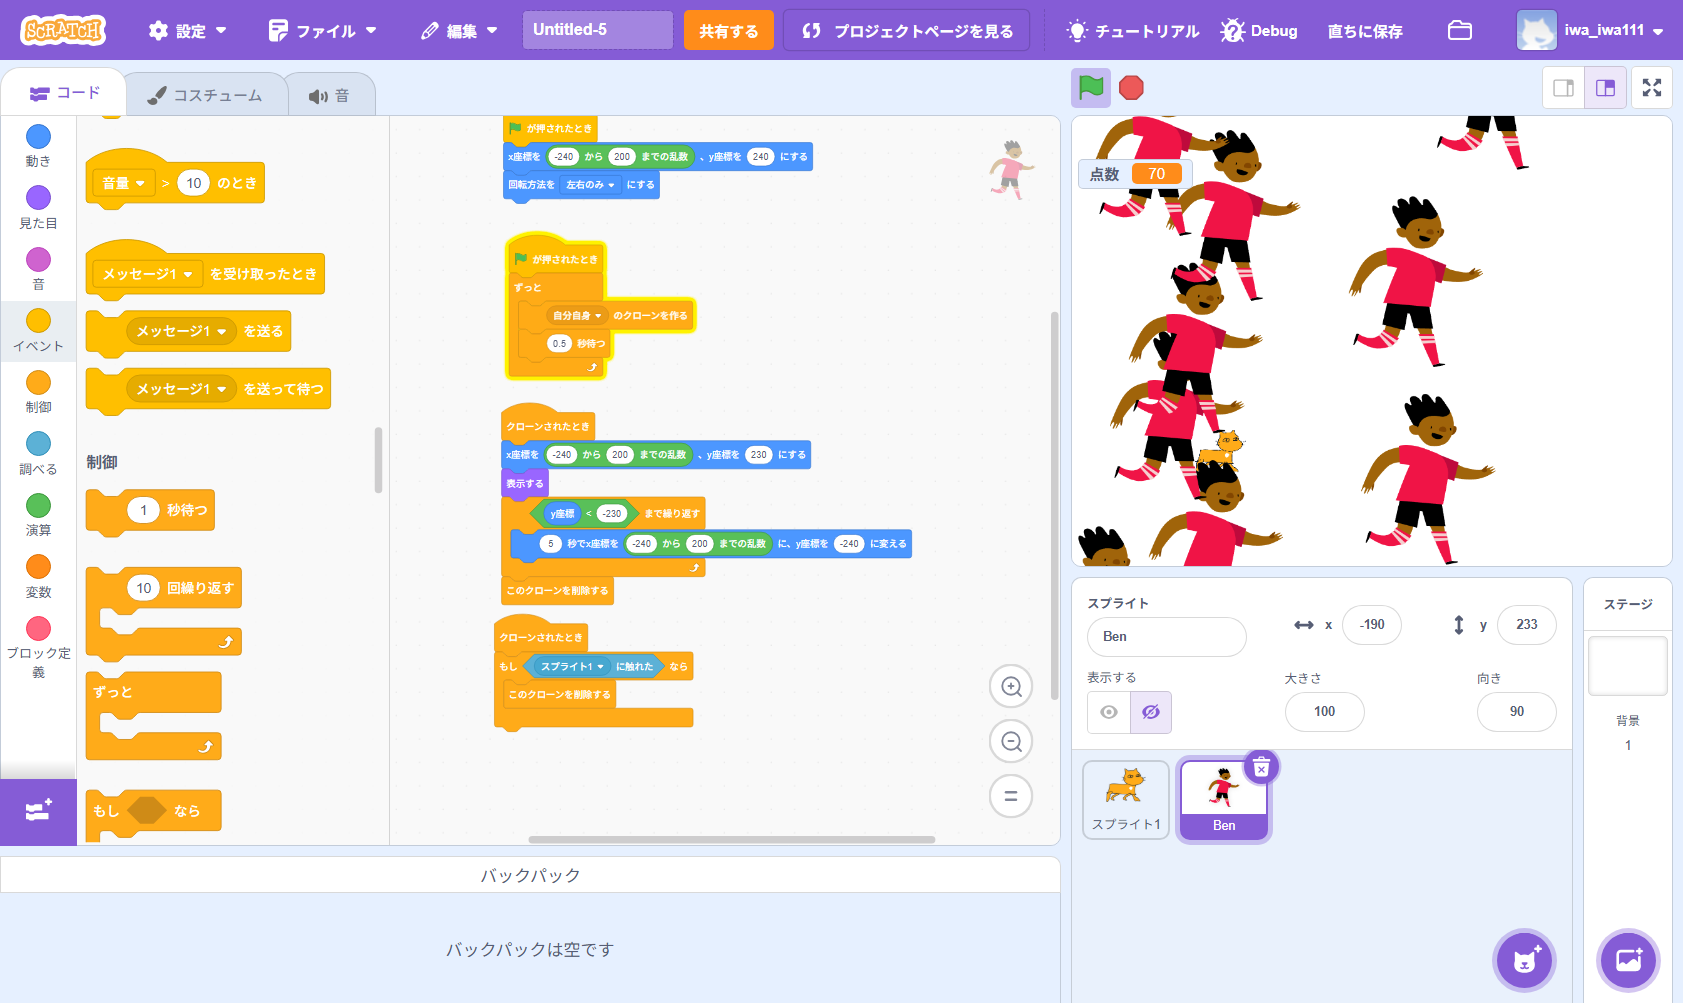 SCRATCH
設定
ファイル
編集
Untitled-5
共有する
プロジェクトページを見る
チュートリアル
Debug
直ちに保存
iwa_iwa111
コード
コスチューム
音
動き
見た目
音
イベント
制御
調べる
演算
変数
ブロック定義
音量 > 10 のとき
メッセージ1 を受け取ったとき
メッセージ1 を送る
メッセージ1 を送って待つ
制御
1 秒待つ
10 回繰り返す
ずっと
もし なら
が押されたとき
x座標を -240 から 200 までの乱数 、y座標を 240 にする
回転方法を 左右のみ にする
が押されたとき
ずっと
自分自身 のクローンを作る
0.5 秒待つ
クローンされたとき
x座標を -240 から 200 までの乱数 、y座標を 230 にする
表示する
y座標 < -230 まで繰り返す
5 秒でx座標を -240 から 200 までの乱数 に、y座標を -240 に変える
このクローンを削除する
クローンされたとき
もし スプライト1 に触れた なら
このクローンを削除する
点数 70
スプライト
Ben
x -190
y 233
表示する
大きさ
100
向き
90
スプライト1
Ben
ステージ
背景
1
バックパック
バックパックは空です